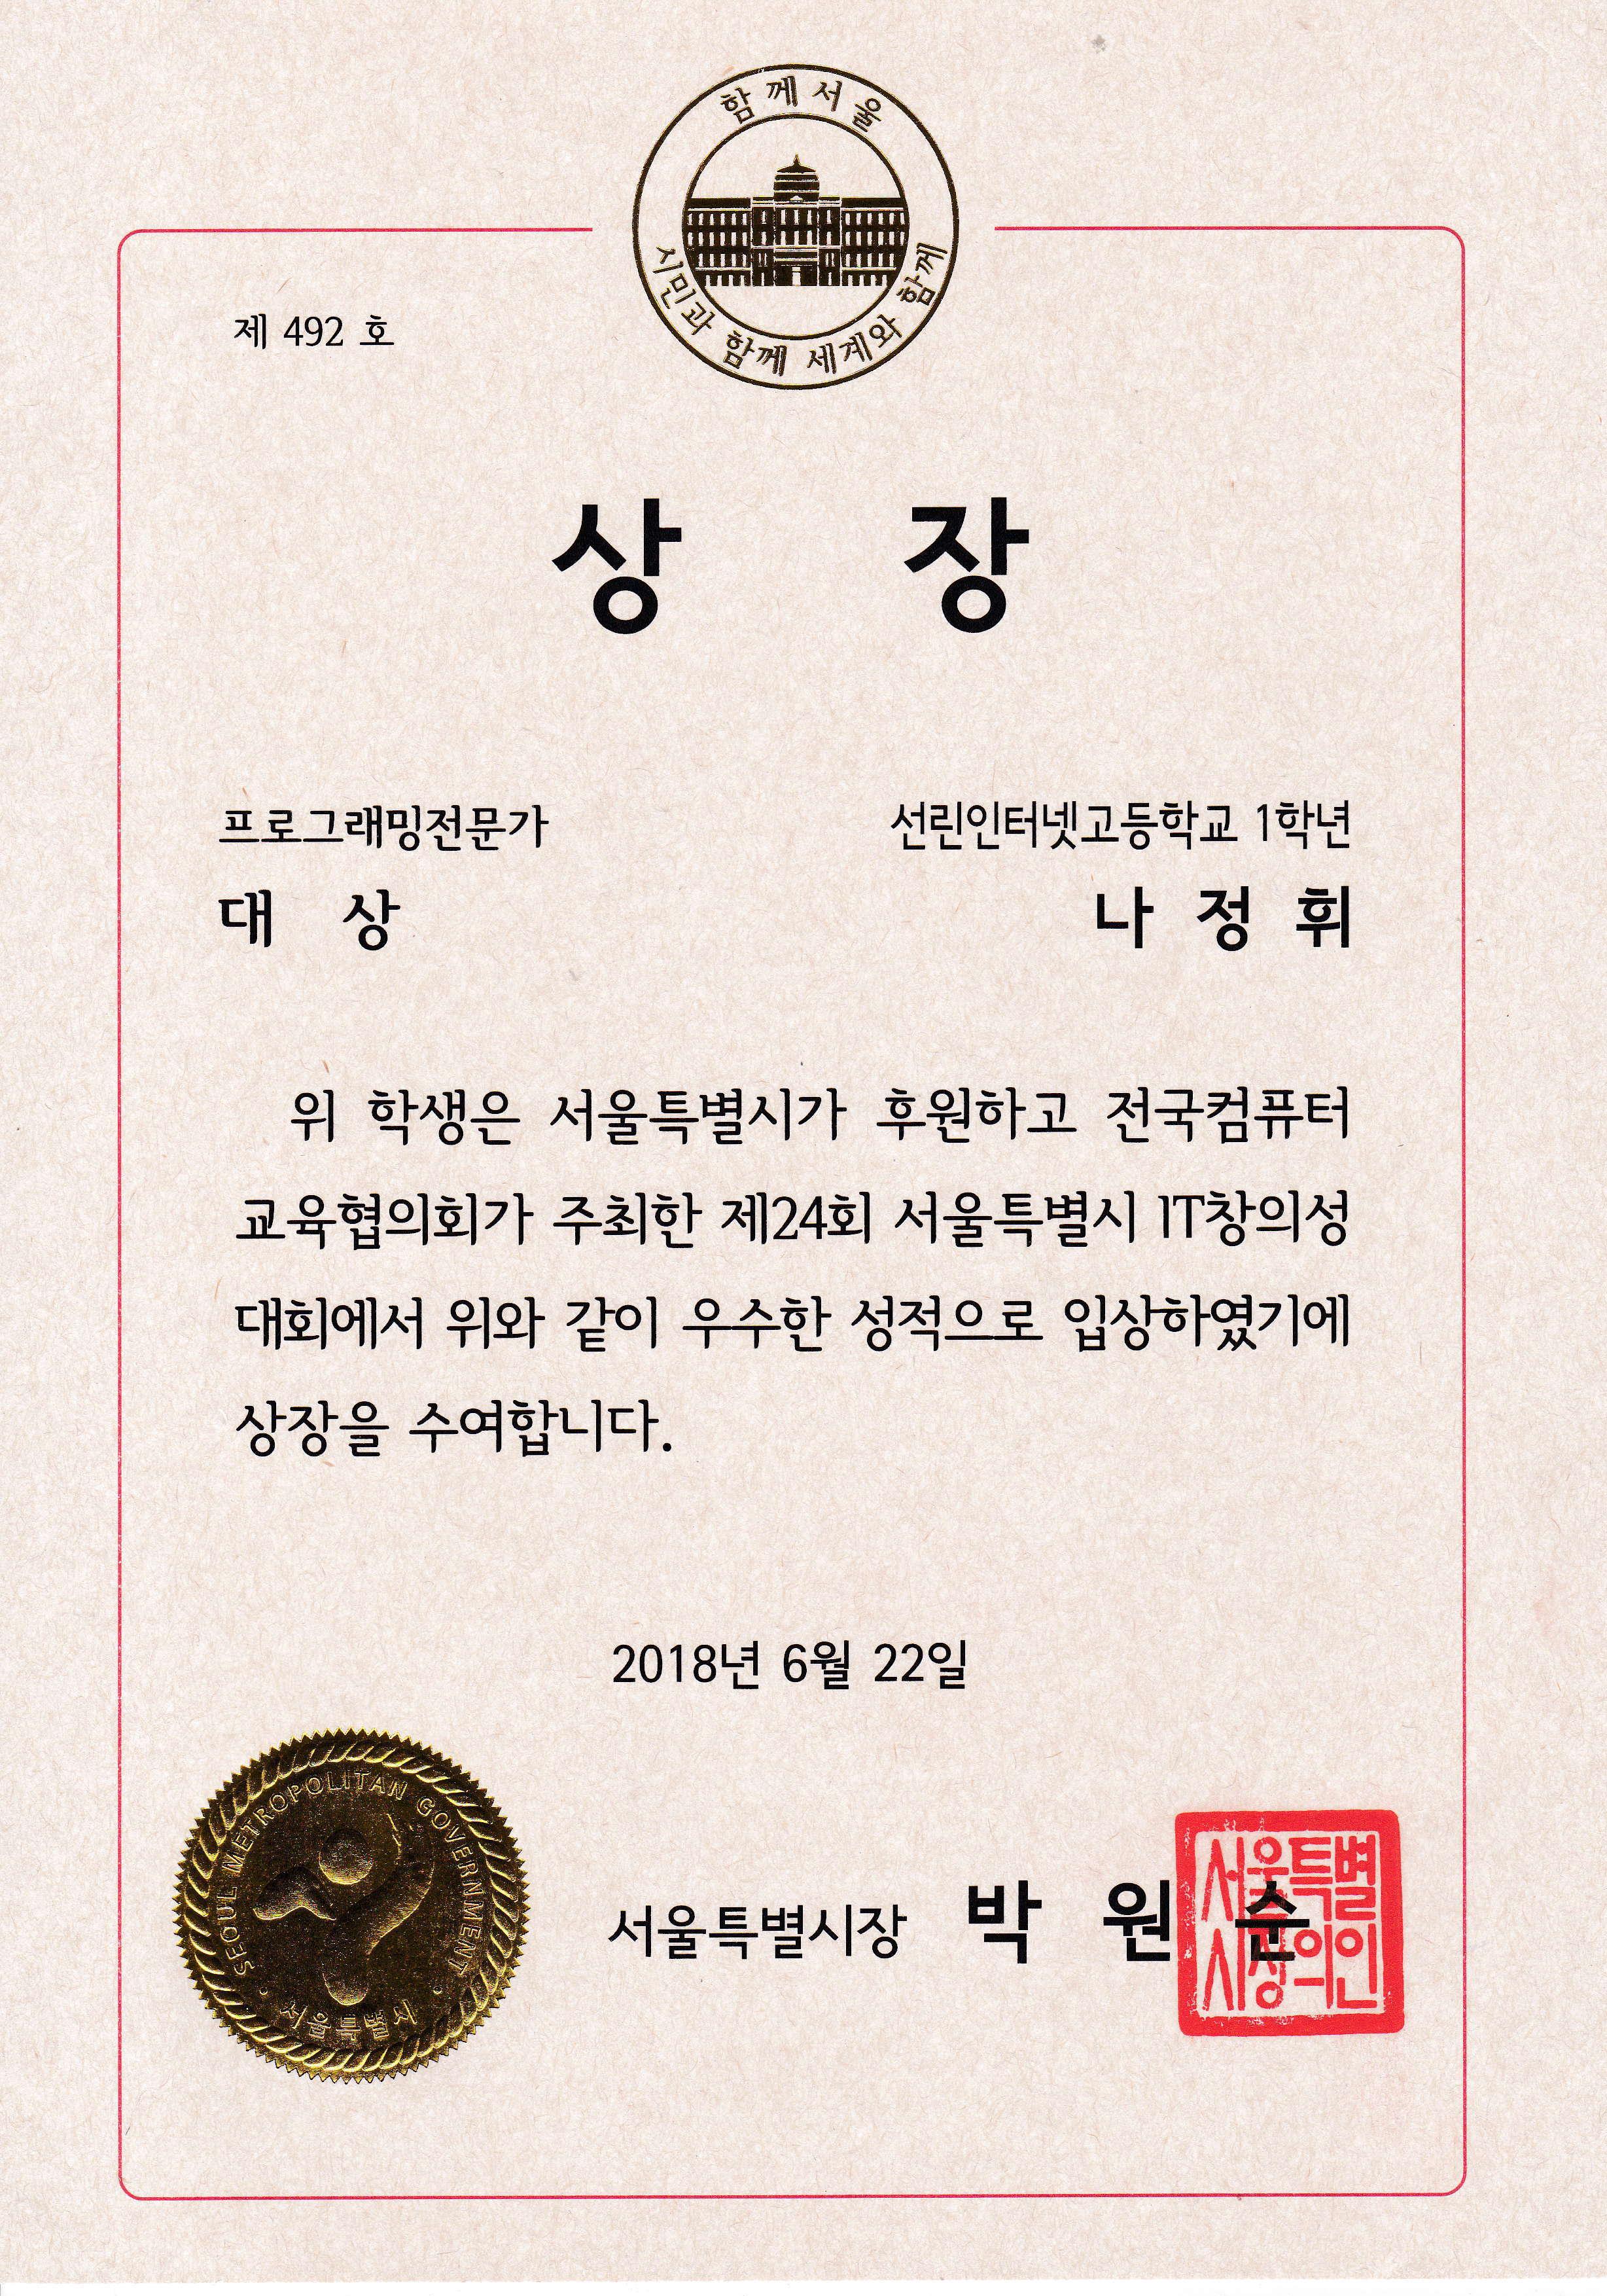 함께서울
시민과 함께 세계와 함께
제 492 호
상 장
프로그래밍전문가
선린인터넷고등학교 1학년
대 상
나 정 휘
위 학생은 서울특별시가 후원하고 전국컴퓨터
교육협의회가 주최한 제24회 서울특별시 IT창의성
대회에서 위와 같이 우수한 성적으로 입상하였기에
상장을 수여합니다.
2018년 6월 22일
SEOUL METROPOLITAN GOVERNMENT
서울특별시
서울특별시장 박 원 순
서울특별
시장의인